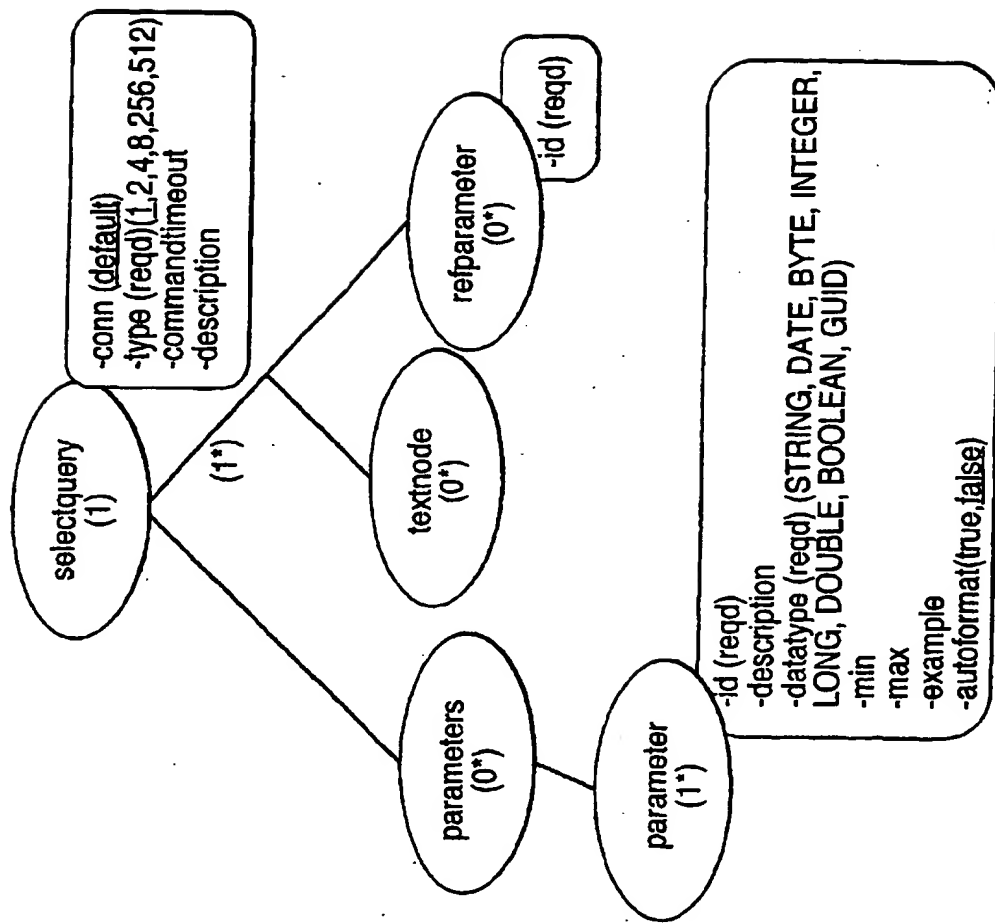 selectquery
(1)
-conn (default)
-type (reqd)(1,2,4,8,256,512)
-commandtimeout
-description
(1*)
parameters
(0*)
textnode
(0*)
refparameter
(0*)
-id (reqd)
parameter
(1*)
-id (reqd)
-description
-datatype (reqd) (STRING, DATE, BYTE, INTEGER,
LONG, DOUBLE, BOOLEAN, GUID)
-min
-max
-example
-autoformat(true,false)